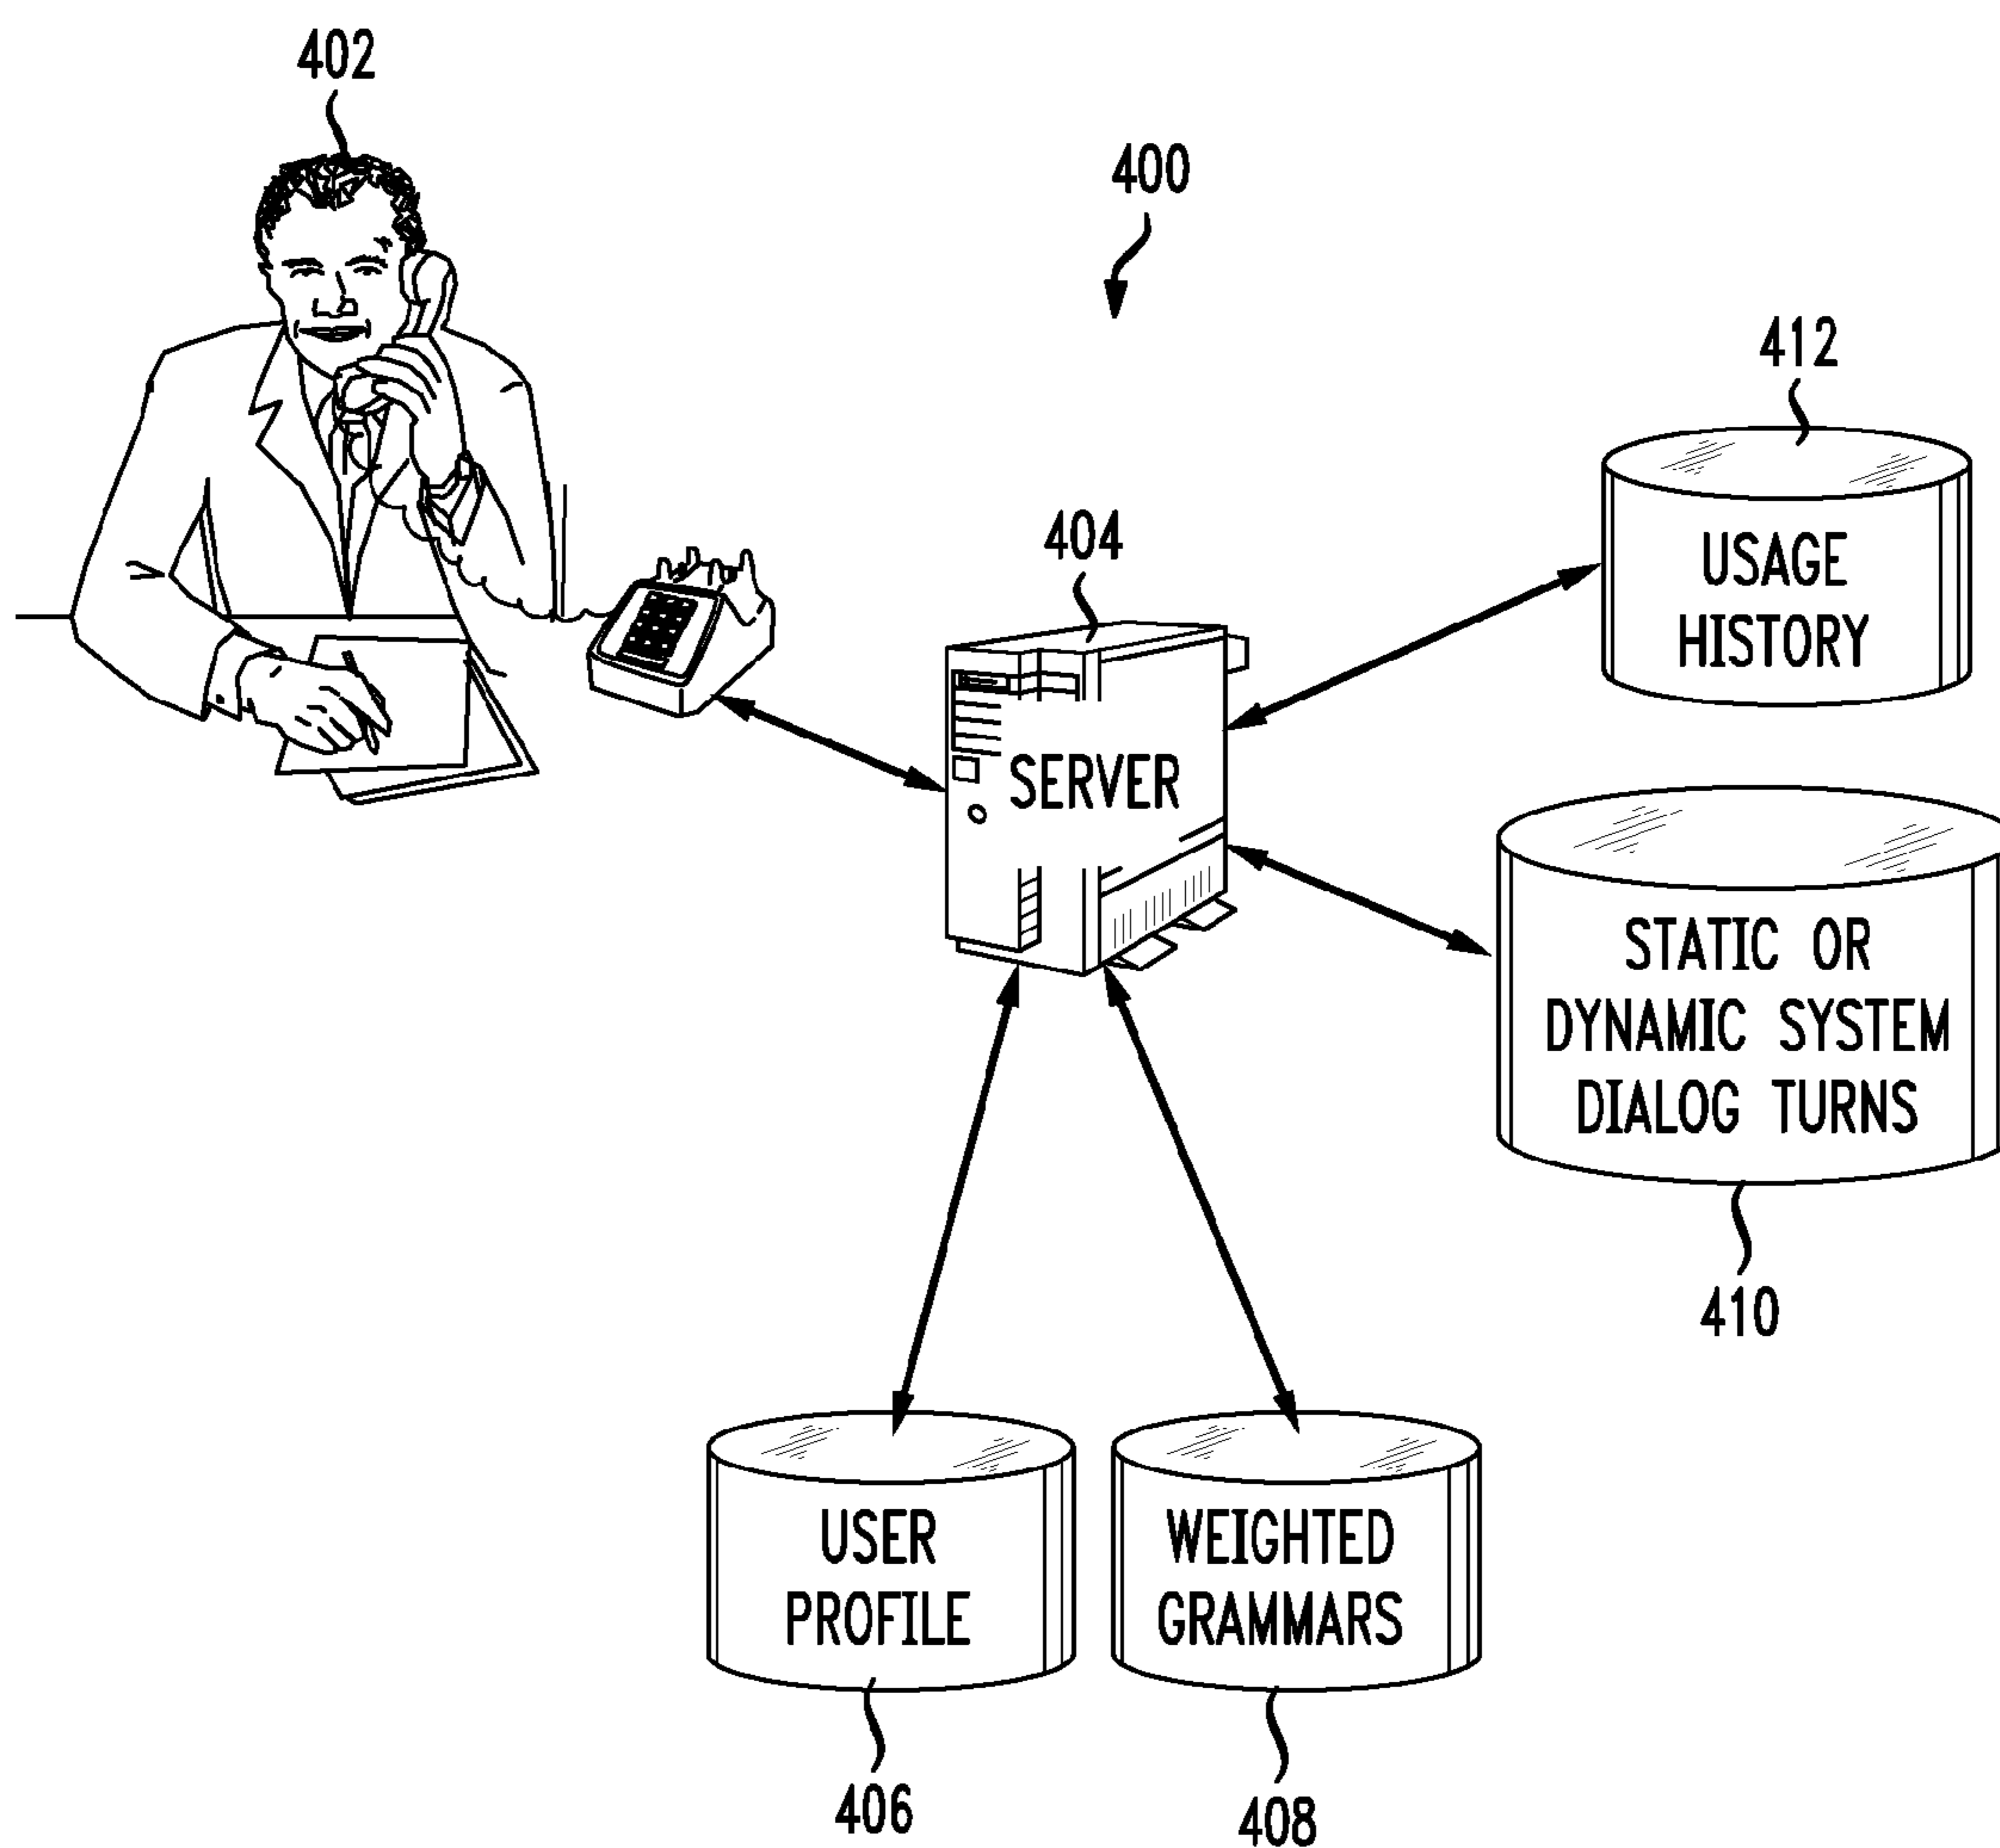 402
400
412
USAGE
HISTORY
404
SERVER
STATIC OR
DYNAMIC SYSTEM
DIALOG TURNS
410
USER
PROFILE
WEIGHTED
GRAMMARS
406
408